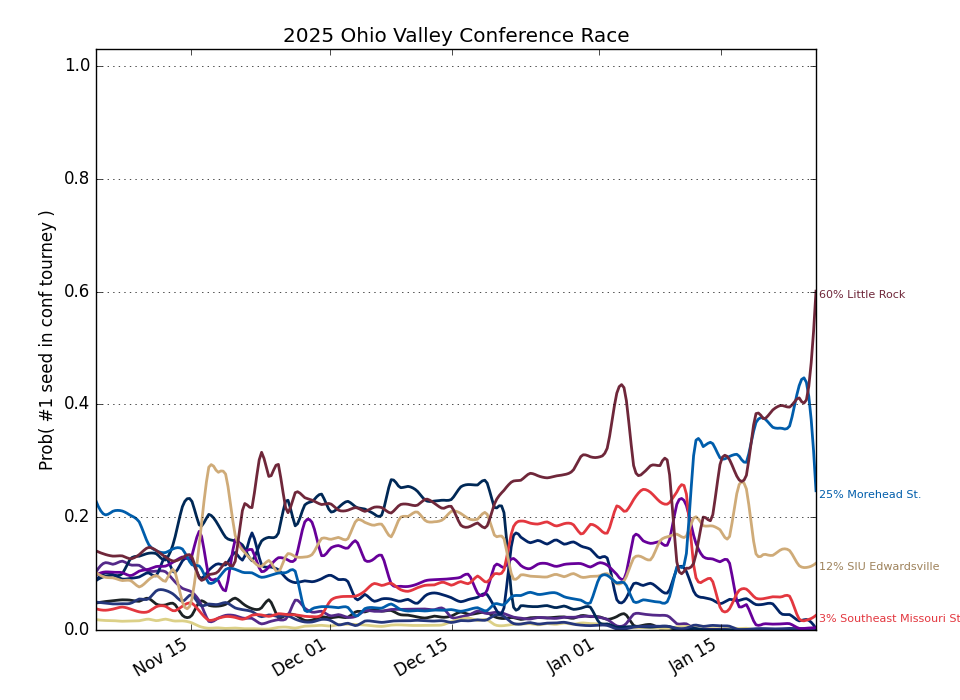 2025 Ohio Valley Conference Race
Prob( #1 seed in conf tourney )
1.0
0.8
0.6
0.4
0.2
0.0
60% Little Rock
25% Morehead St.
12% SIU Edwardsville
3% Southeast Missouri St
Nov 15
Dec 01
Dec 15
Jan 01
Jan 15